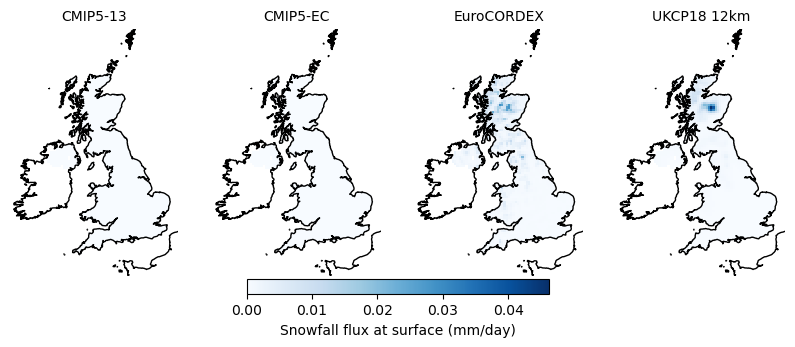 CMIP5-13 CMIP5-EC EuroCORDEX UKCP18 12km
0.00 0.01 0.02 0.03 0.04
Snowfall flux at surface (mm/day)